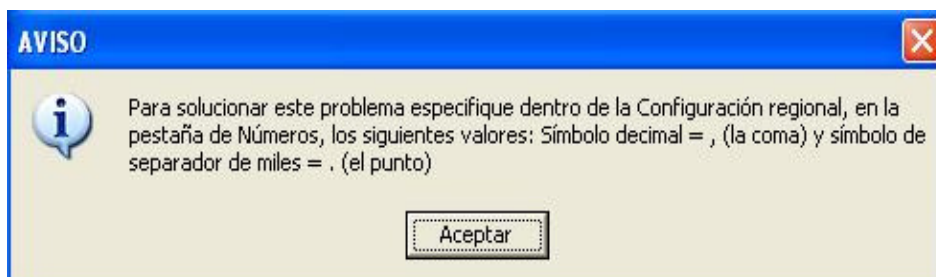 AVISO
Para solucionar este problema especifique dentro de la Configuración regional, en la
pestaña de Números, los siguientes valores: Símbolo decimal = , (la coma) y símbolo de
separador de miles = . (el punto)
Aceptar